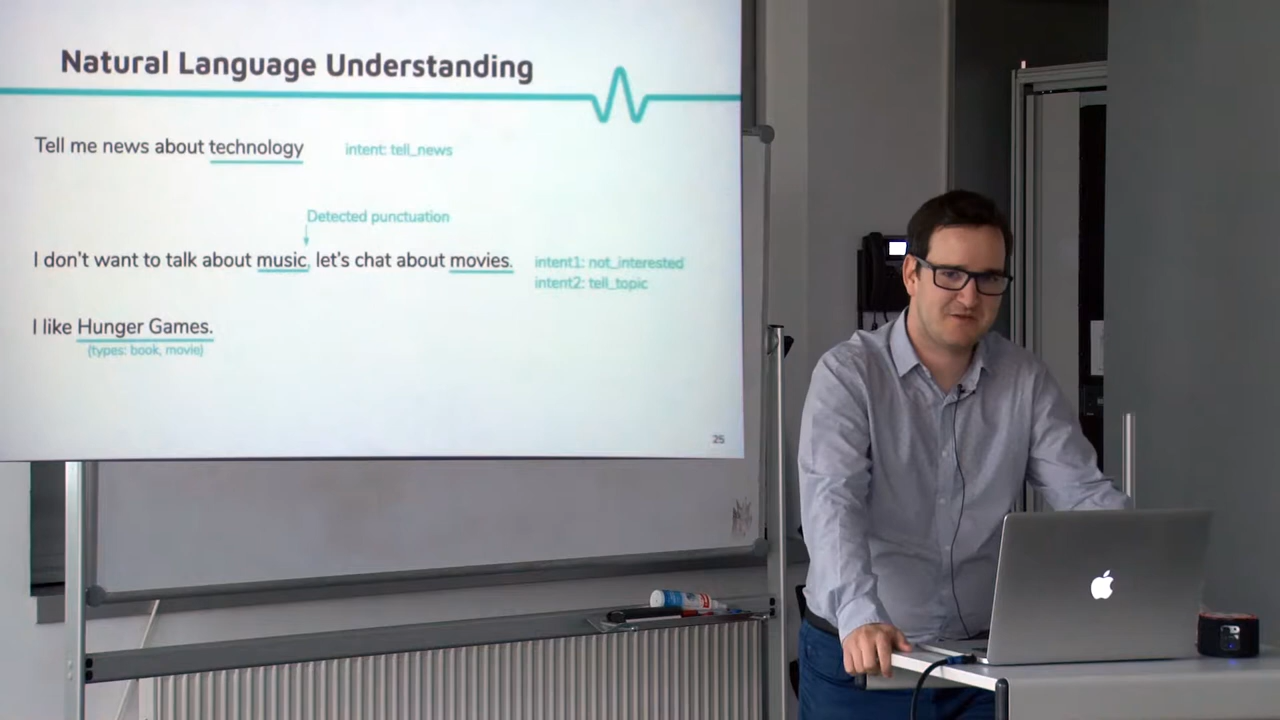 Natural Language Understanding
Tell me news about technology intent: tell_news
Detected punctuation
I don't want to talk about music, let's chat about movies. intent1: not_interested
intent2: tell_topic
I like Hunger Games.
(types: book, movie)
25